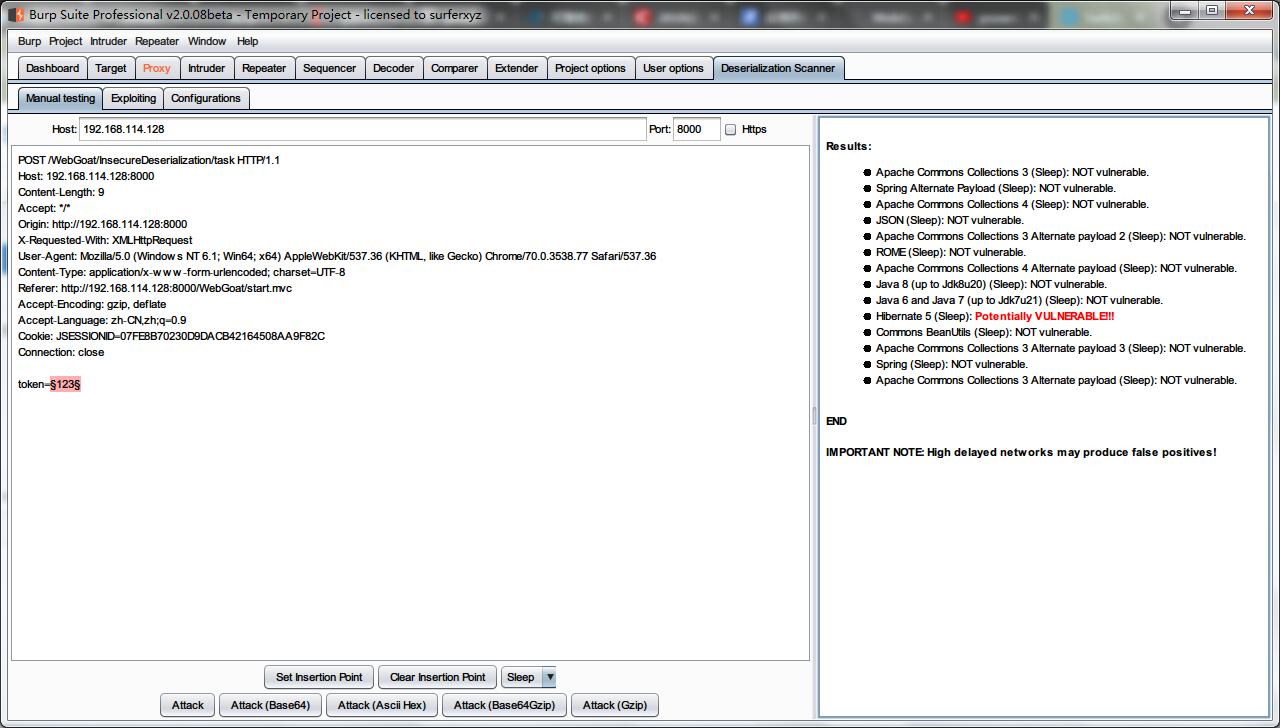 Burp Suite Professional v2.0.08beta - Temporary Project - licensed to surferxyz
Burp Project Intruder Repeater Window Help
Dashboard Target Proxy Intruder Repeater Sequencer Decoder Comparer Extender Project options User options Deserialization Scanner
Manual testing Exploiting Configurations
Host: 192.168.114.128 Port: 8000 Https
POST /WebGoat/InsecureDeserialization/task HTTP/1.1
Host: 192.168.114.128:8000
Content-Length: 9
Accept: */*
Origin: http://192.168.114.128:8000
X-Requested-With: XMLHttpRequest
User-Agent: Mozilla/5.0 (Windows NT 6.1; Win64; x64) AppleWebKit/537.36 (KHTML, like Gecko) Chrome/70.0.3538.77 Safari/537.36
Content-Type: application/x-www-form-urlencoded; charset=UTF-8
Referer: http://192.168.114.128:8000/WebGoat/start.mvc
Accept-Encoding: gzip, deflate
Accept-Language: zh-CN,zh;q=0.9
Cookie: JSESSIONID=07FE8B70230D9DACB42164508AA9F82C
Connection: close
token=§123§
Set Insertion Point Clear Insertion Point Sleep
Attack Attack (Base64) Attack (Ascii Hex) Attack (Base64Gzip) Attack (Gzip)
Results:
Apache Commons Collections 3 (Sleep): NOT vulnerable.
Spring Alternate Payload (Sleep): NOT vulnerable.
Apache Commons Collections 4 (Sleep): NOT vulnerable.
JSON (Sleep): NOT vulnerable.
Apache Commons Collections 3 Alternate payload 2 (Sleep): NOT vulnerable.
ROME (Sleep): NOT vulnerable.
Apache Commons Collections 4 Alternate payload (Sleep): NOT vulnerable.
Java 8 (up to Jdk8u20) (Sleep): NOT vulnerable.
Java 6 and Java 7 (up to Jdk7u21) (Sleep): NOT vulnerable.
Hibernate 5 (Sleep): Potentially VULNERABLE!!!
Commons BeanUtils (Sleep): NOT vulnerable.
Apache Commons Collections 3 Alternate payload 3 (Sleep): NOT vulnerable.
Spring (Sleep): NOT vulnerable.
Apache Commons Collections 3 Alternate payload (Sleep): NOT vulnerable.
END
IMPORTANT NOTE: High delayed networks may produce false positives!